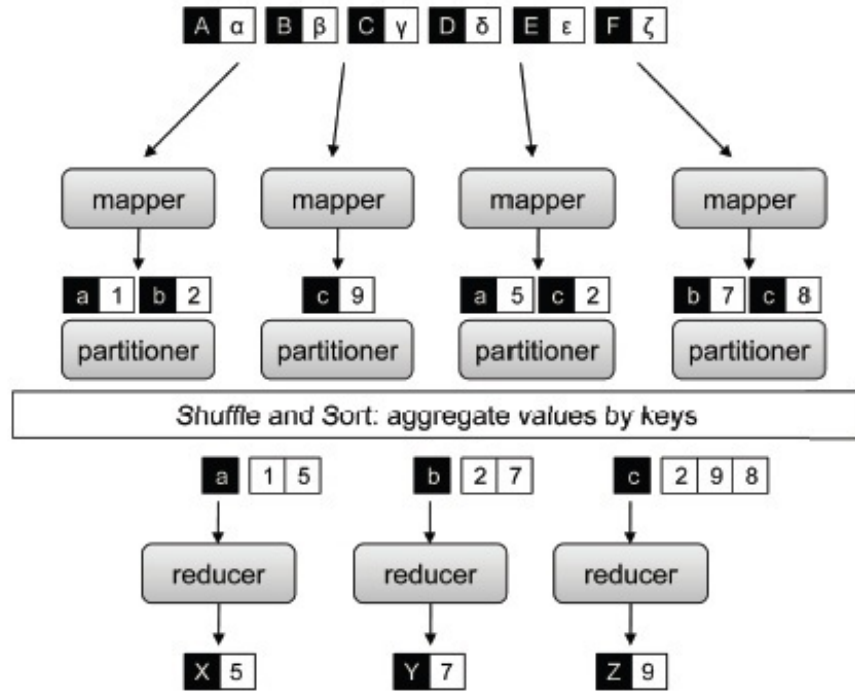 A α B β C γ D δ E ε F ζ
mapper mapper mapper mapper
a 1 b 2 c 9 a 5 c 2 b 7 c 8
partitioner partitioner partitioner partitioner
Shuffle and Sort: aggregate values by keys
a 1 5 b 2 7 c 2 9 8
reducer reducer reducer
X 5 Y 7 Z 9